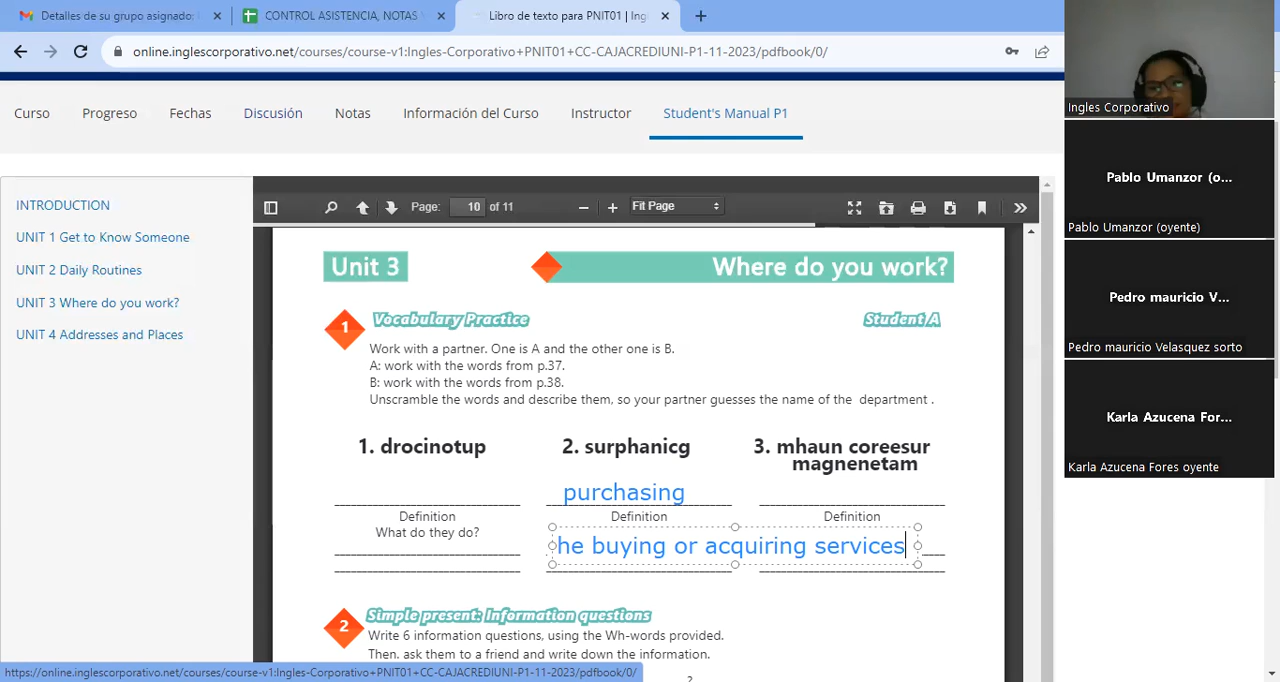 Detalles de su grupo asignado:
CONTROL ASISTENCIA, NOTAS
Libro de texto para PNIT01 | Ing
online.inglescorporativo.net/courses/course-v1:Ingles-Corporativo+PNIT01+CC-CAJACREDIUNI-P1-11-2023/pdfbook/0/
Curso Progreso Fechas Discusión Notas Información del Curso Instructor Student's Manual P1
INTRODUCTION
UNIT 1 Get to Know Someone
UNIT 2 Daily Routines
UNIT 3 Where do you work?
UNIT 4 Addresses and Places
Page: 10 of 11 Fit Page
Unit 3 Where do you work?
1 Vocabulary Practice Student A
Work with a partner. One is A and the other one is B.
A: work with the words from p.37.
B: work with the words from p.38.
Unscramble the words and describe them, so your partner guesses the name of the department .
1. drocinotup 2. surphanicg 3. mhaun coreesur
magnenetam
purchasing
Definition Definition Definition
What do they do?
he buying or acquiring services
2 Simple present: Information questions
Write 6 information questions, using the Wh-words provided.
Then. ask them to a friend and write down the information.
?
https://online.inglescorporativo.net/courses/course-v1:Ingles-Corporativo+PNIT01+CC-CAJACREDIUNI-P1-11-2023/pdfbook/0/
Ingles Corporativo
Pablo Umanzor (o...
Pablo Umanzor (oyente)
Pedro mauricio V...
Pedro mauricio Velasquez sorto
Karla Azucena For...
Karla Azucena Fores oyente